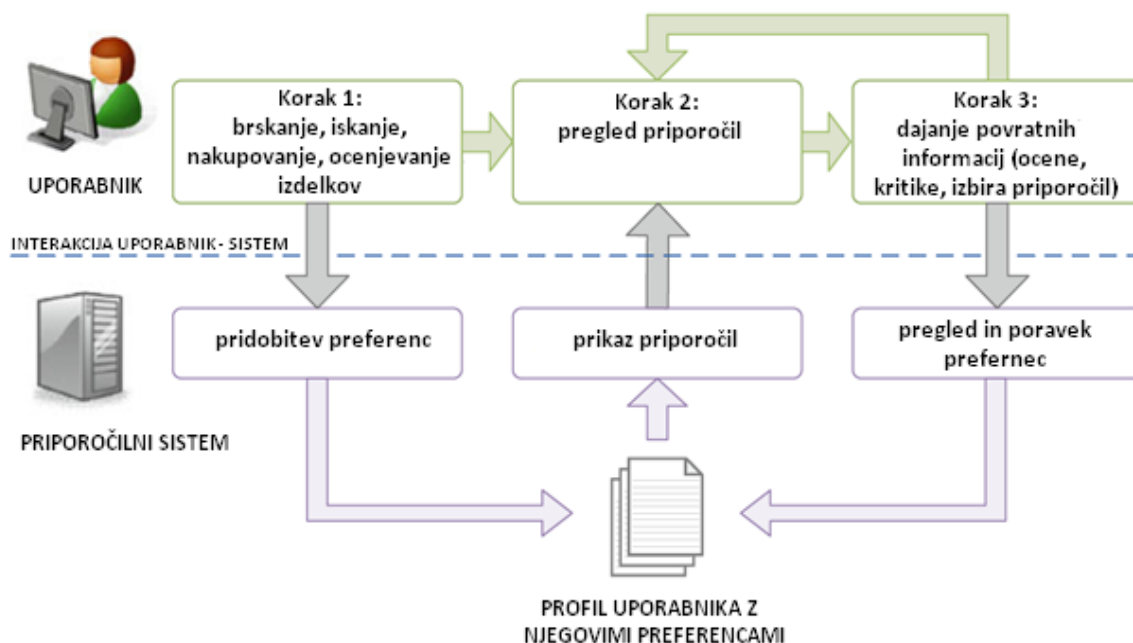 Korak 1:
brskanje, iskanje,
nakupovanje, ocenjevanje
izdelkov
Korak 2:
pregled priporočil
Korak 3:
dajanje povratnih
informacij (ocene,
kritike, izbira priporočil)
UPORABNIK
INTERAKCIJA UPORABNIK - SISTEM
pridobitev preferenc
prikaz priporočil
pregled in poravek
prefernec
PRIPOROČILNI SISTEM
PROFIL UPORABNIKA Z
NJEGOVIMI PREFERENCAMI